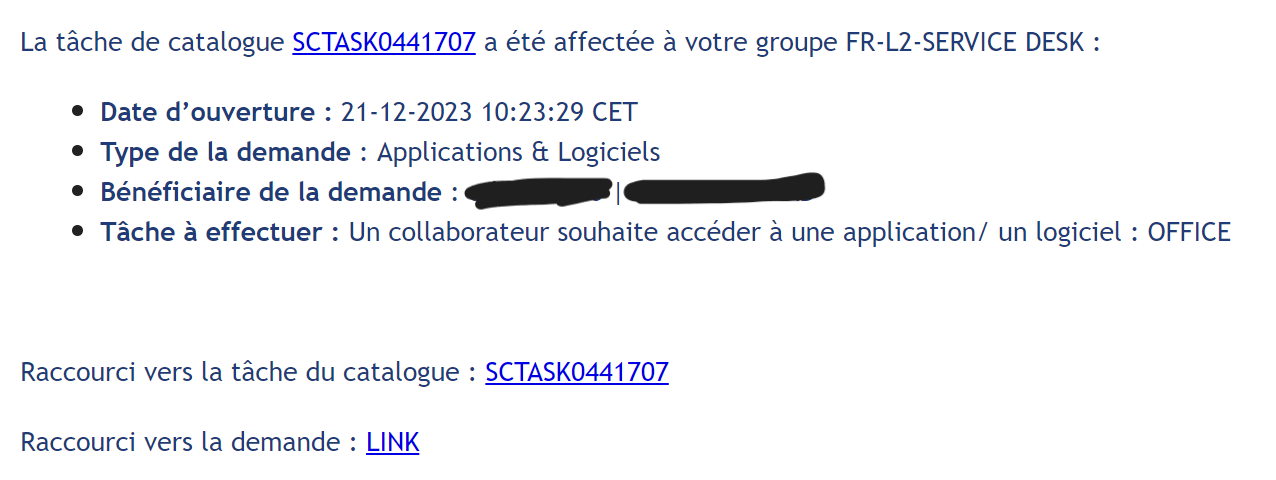 La tâche de catalogue SCTASK0441707 a été affectée à votre groupe FR-L2-SERVICE DESK :
Date d’ouverture : 21-12-2023 10:23:29 CET
Type de la demande : Applications & Logiciels
Bénéficiaire de la demande : |
Tâche à effectuer : Un collaborateur souhaite accéder à une application/ un logiciel : OFFICE
Raccourci vers la tâche du catalogue : SCTASK0441707
Raccourci vers la demande : LINK